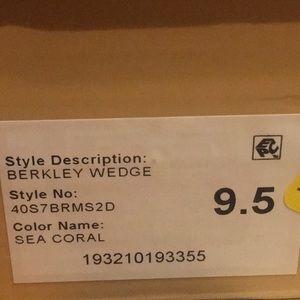 Style Description:
BERKLEY WEDGE
Style No:
40S7BRMS2D
9.5
Color Name:
SEA CORAL
193210193355